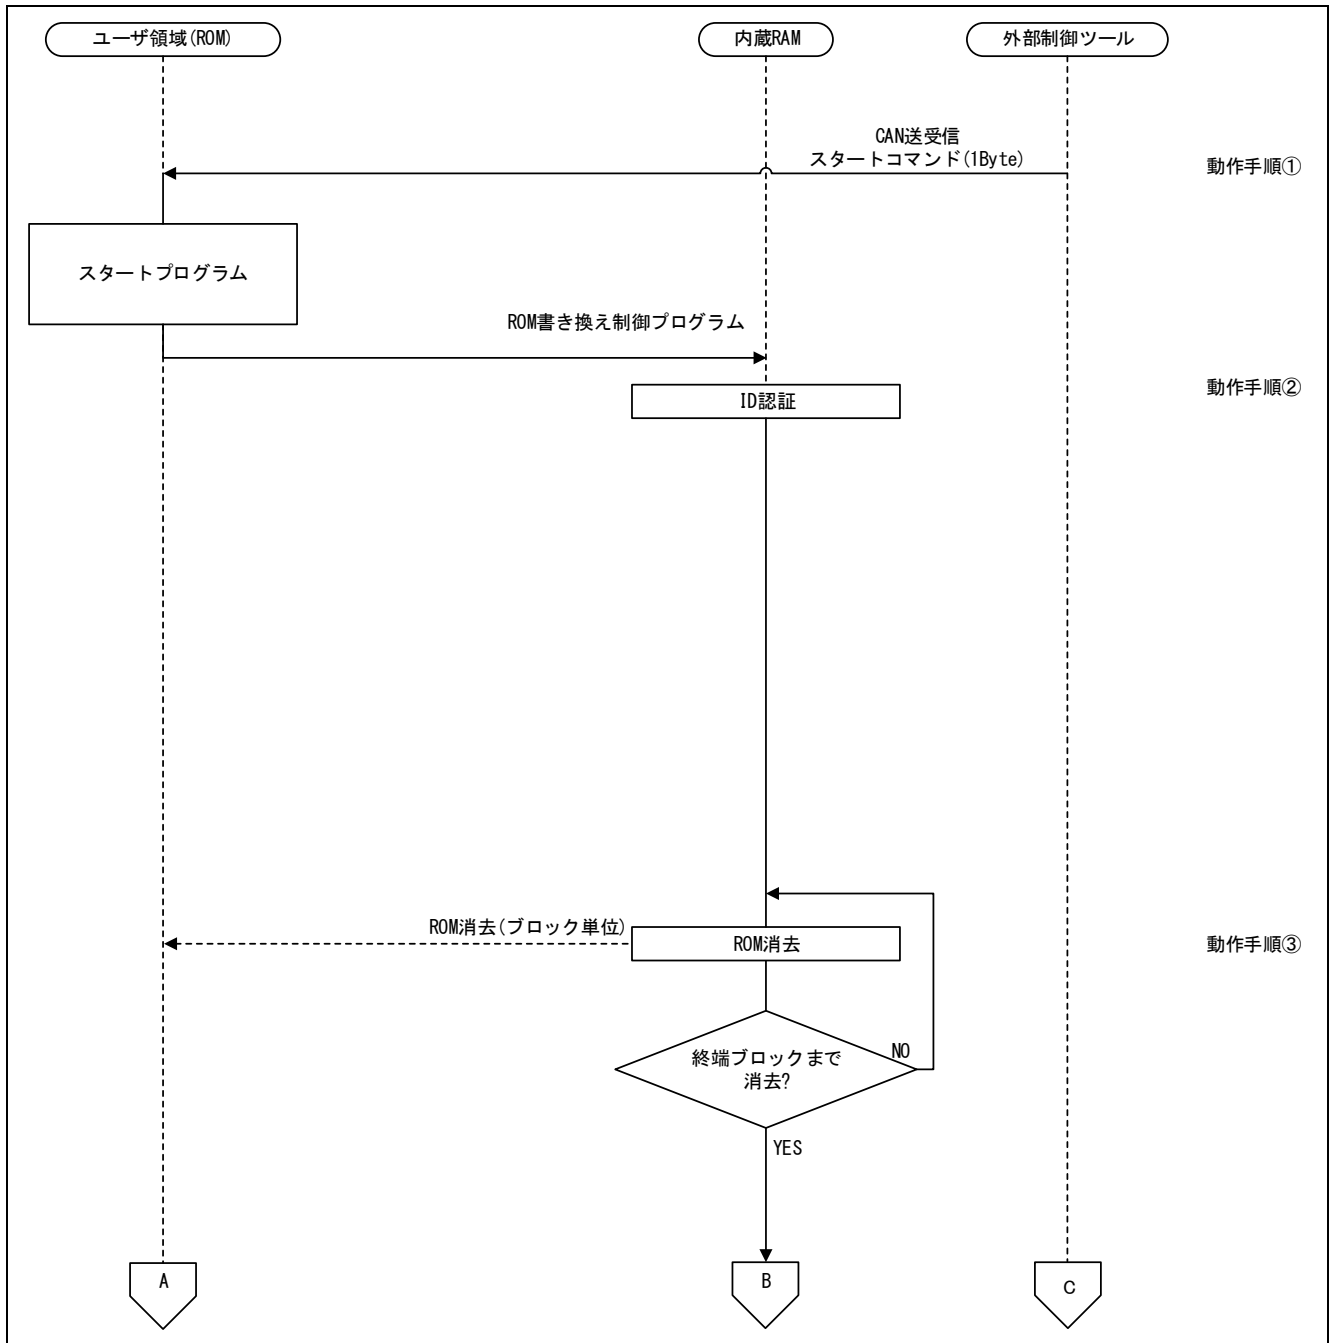 ユーザ領域(ROM)
内蔵RAM
外部制御ツール
CAN送受信
スタートコマンド(1Byte)
動作手順①
スタートプログラム
ROM書き換え制御プログラム
動作手順②
ID認証
ROM消去(ブロック単位)
ROM消去
動作手順③
終端ブロックまで
消去?
NO
YES
A
B
C